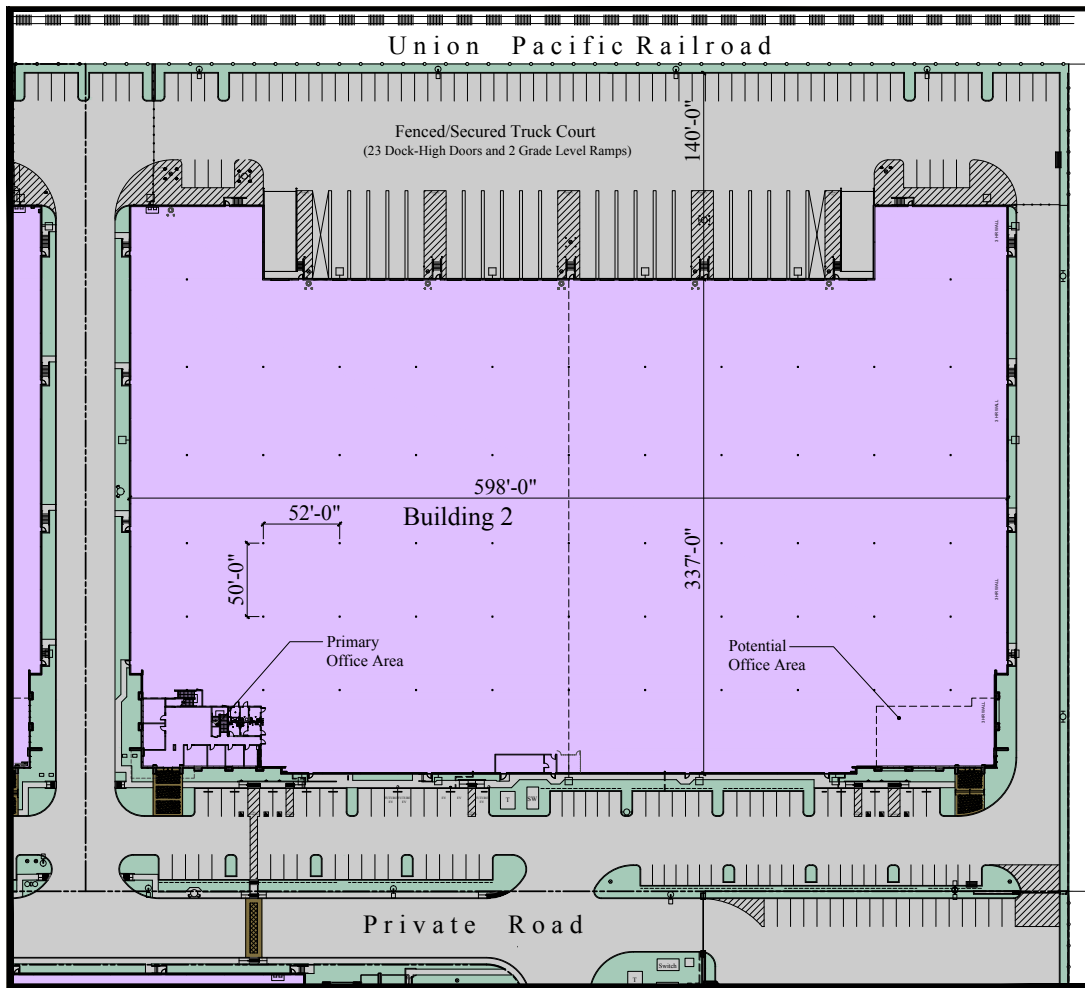 Union Pacific Railroad
Fenced/Secured Truck Court
(23 Dock-High Doors and 2 Grade Level Ramps)
140'-0"
598'-0"
52'-0"
Building 2
50'-0"
337'-0"
Primary
Office Area
Potential
Office Area
T
SW
Private Road
Switch
T